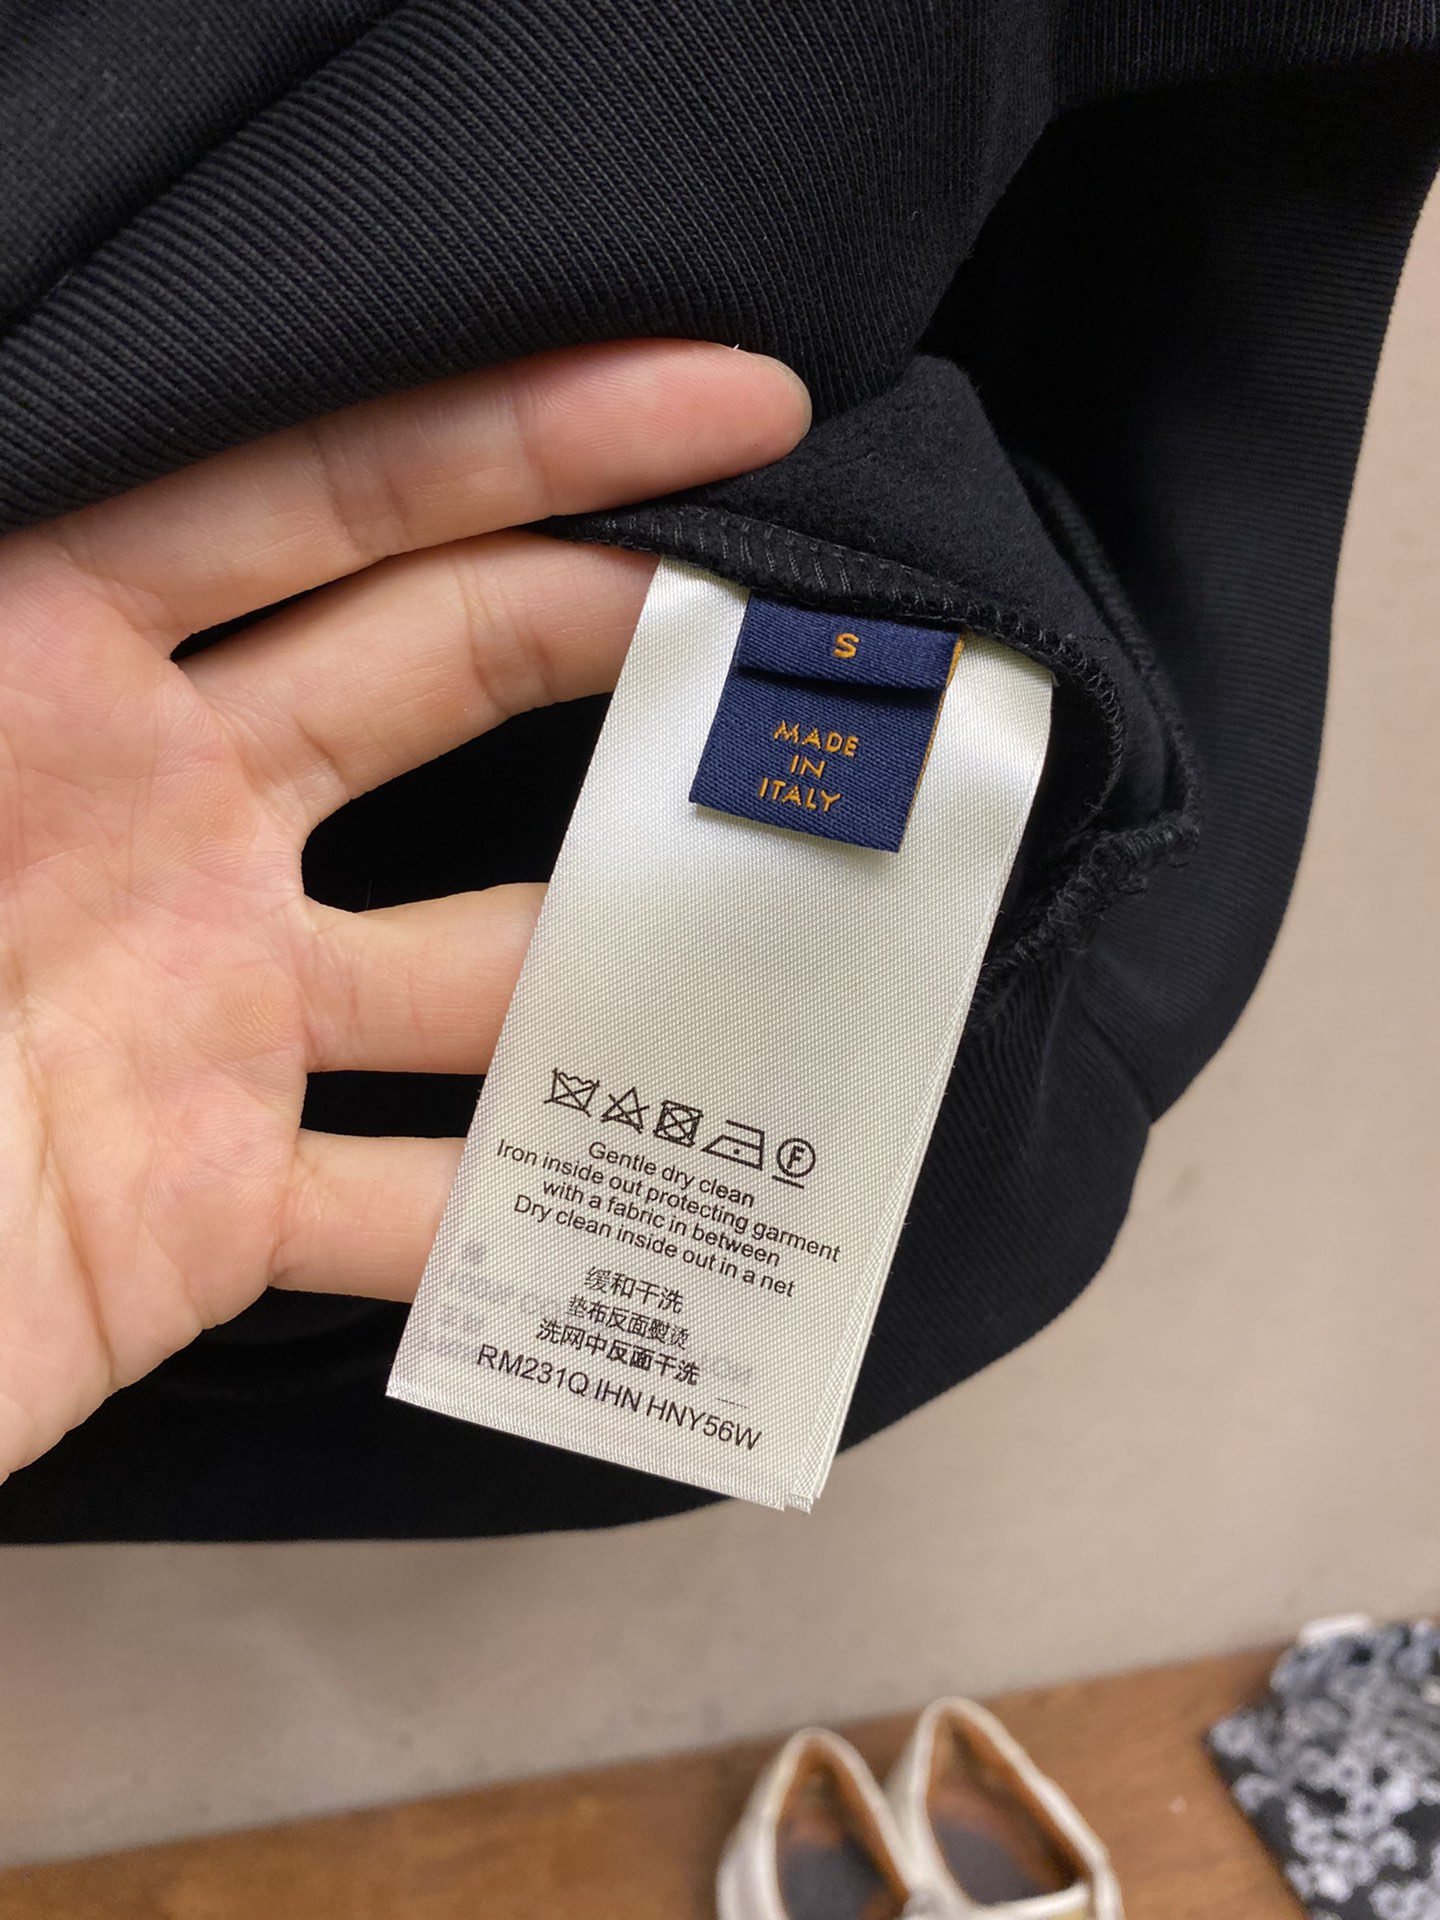 S
MADE
IN
ITALY
F
Gentle dry clean
Iron inside out protecting garment
with a fabric in between
Dry clean inside out in a net
缓和干洗
垫布反面熨烫
洗网中反面干洗
RM231Q IHN HNY56W